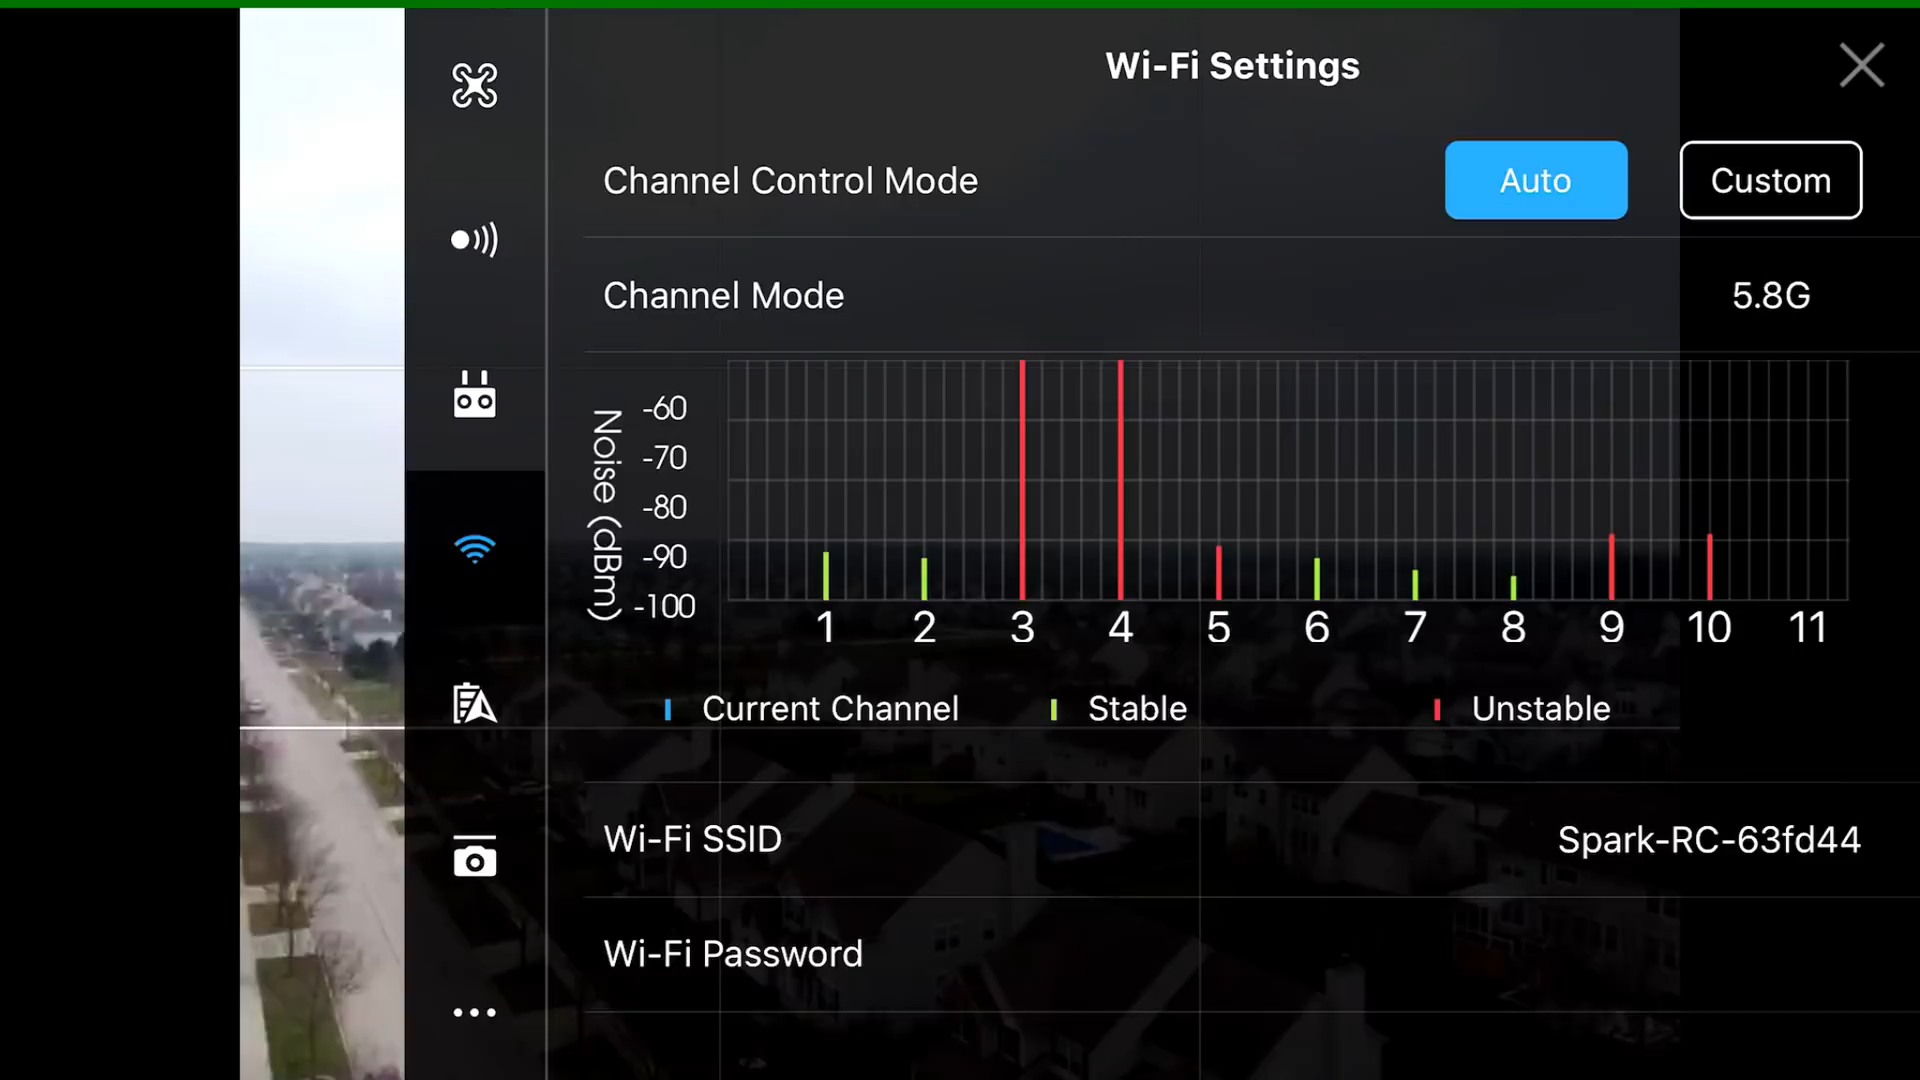 Wi-Fi Settings
Channel Control Mode
Auto
Custom
Channel Mode
5.8G
Noise (dBm)
-60
-70
-80
-90
-100
1 2 3 4 5 6 7 8 9 10 11
Current Channel
Stable
Unstable
Wi-Fi SSID
Spark-RC-63fd44
Wi-Fi Password